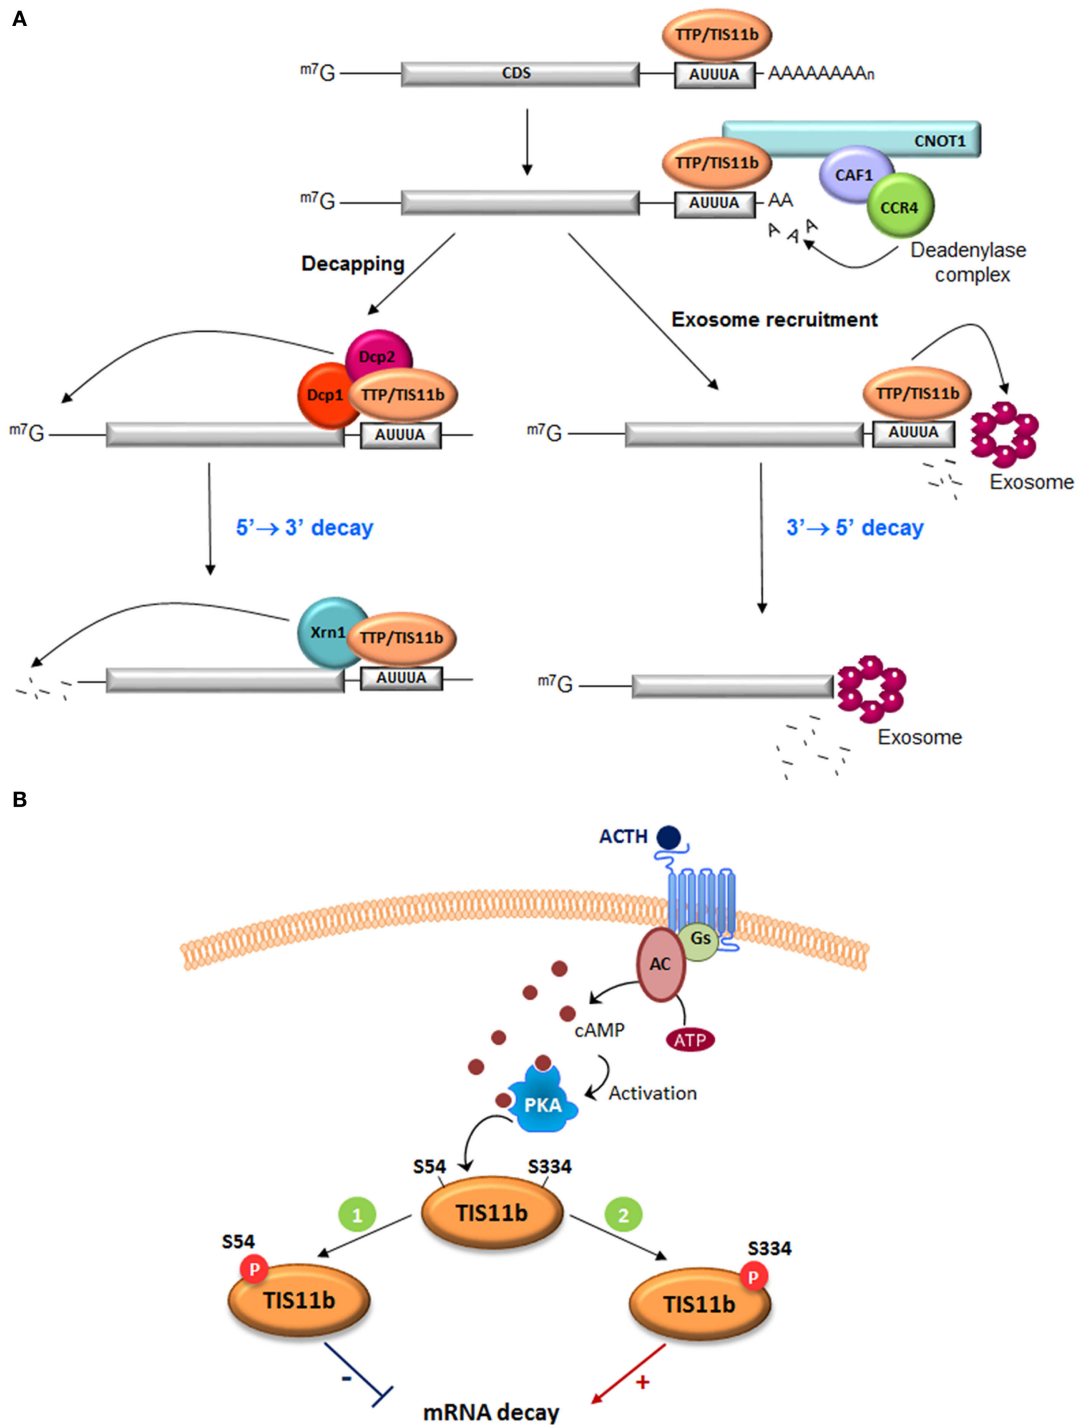 A
TTP/TIS11b
m7G CDS AUUUA AAAAAAAAn
CNOT1
TTP/TIS11b
CAF1
m7G AUUUA AA
CCR4
A A A
Deadenylase
complex
Decapping
Exosome recruitment
Dcp2
Dcp1 TTP/TIS11b
TTP/TIS11b
m7G AUUUA
m7G AUUUA
Exosome
5’→ 3’ decay
3’→ 5’ decay
Xrn1 TTP/TIS11b
AUUUA
m7G
Exosome
B
ACTH
Gs
AC
cAMP
ATP
Activation
PKA
S54 S334
TIS11b
1 2
S54
P
TIS11b
S334
P
TIS11b
- +
mRNA decay